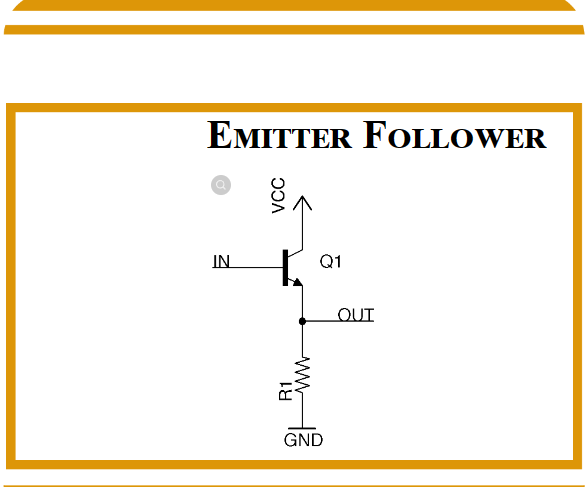 EMITTER FOLLOWER
VCC
IN
Q1
OUT
R1
GND